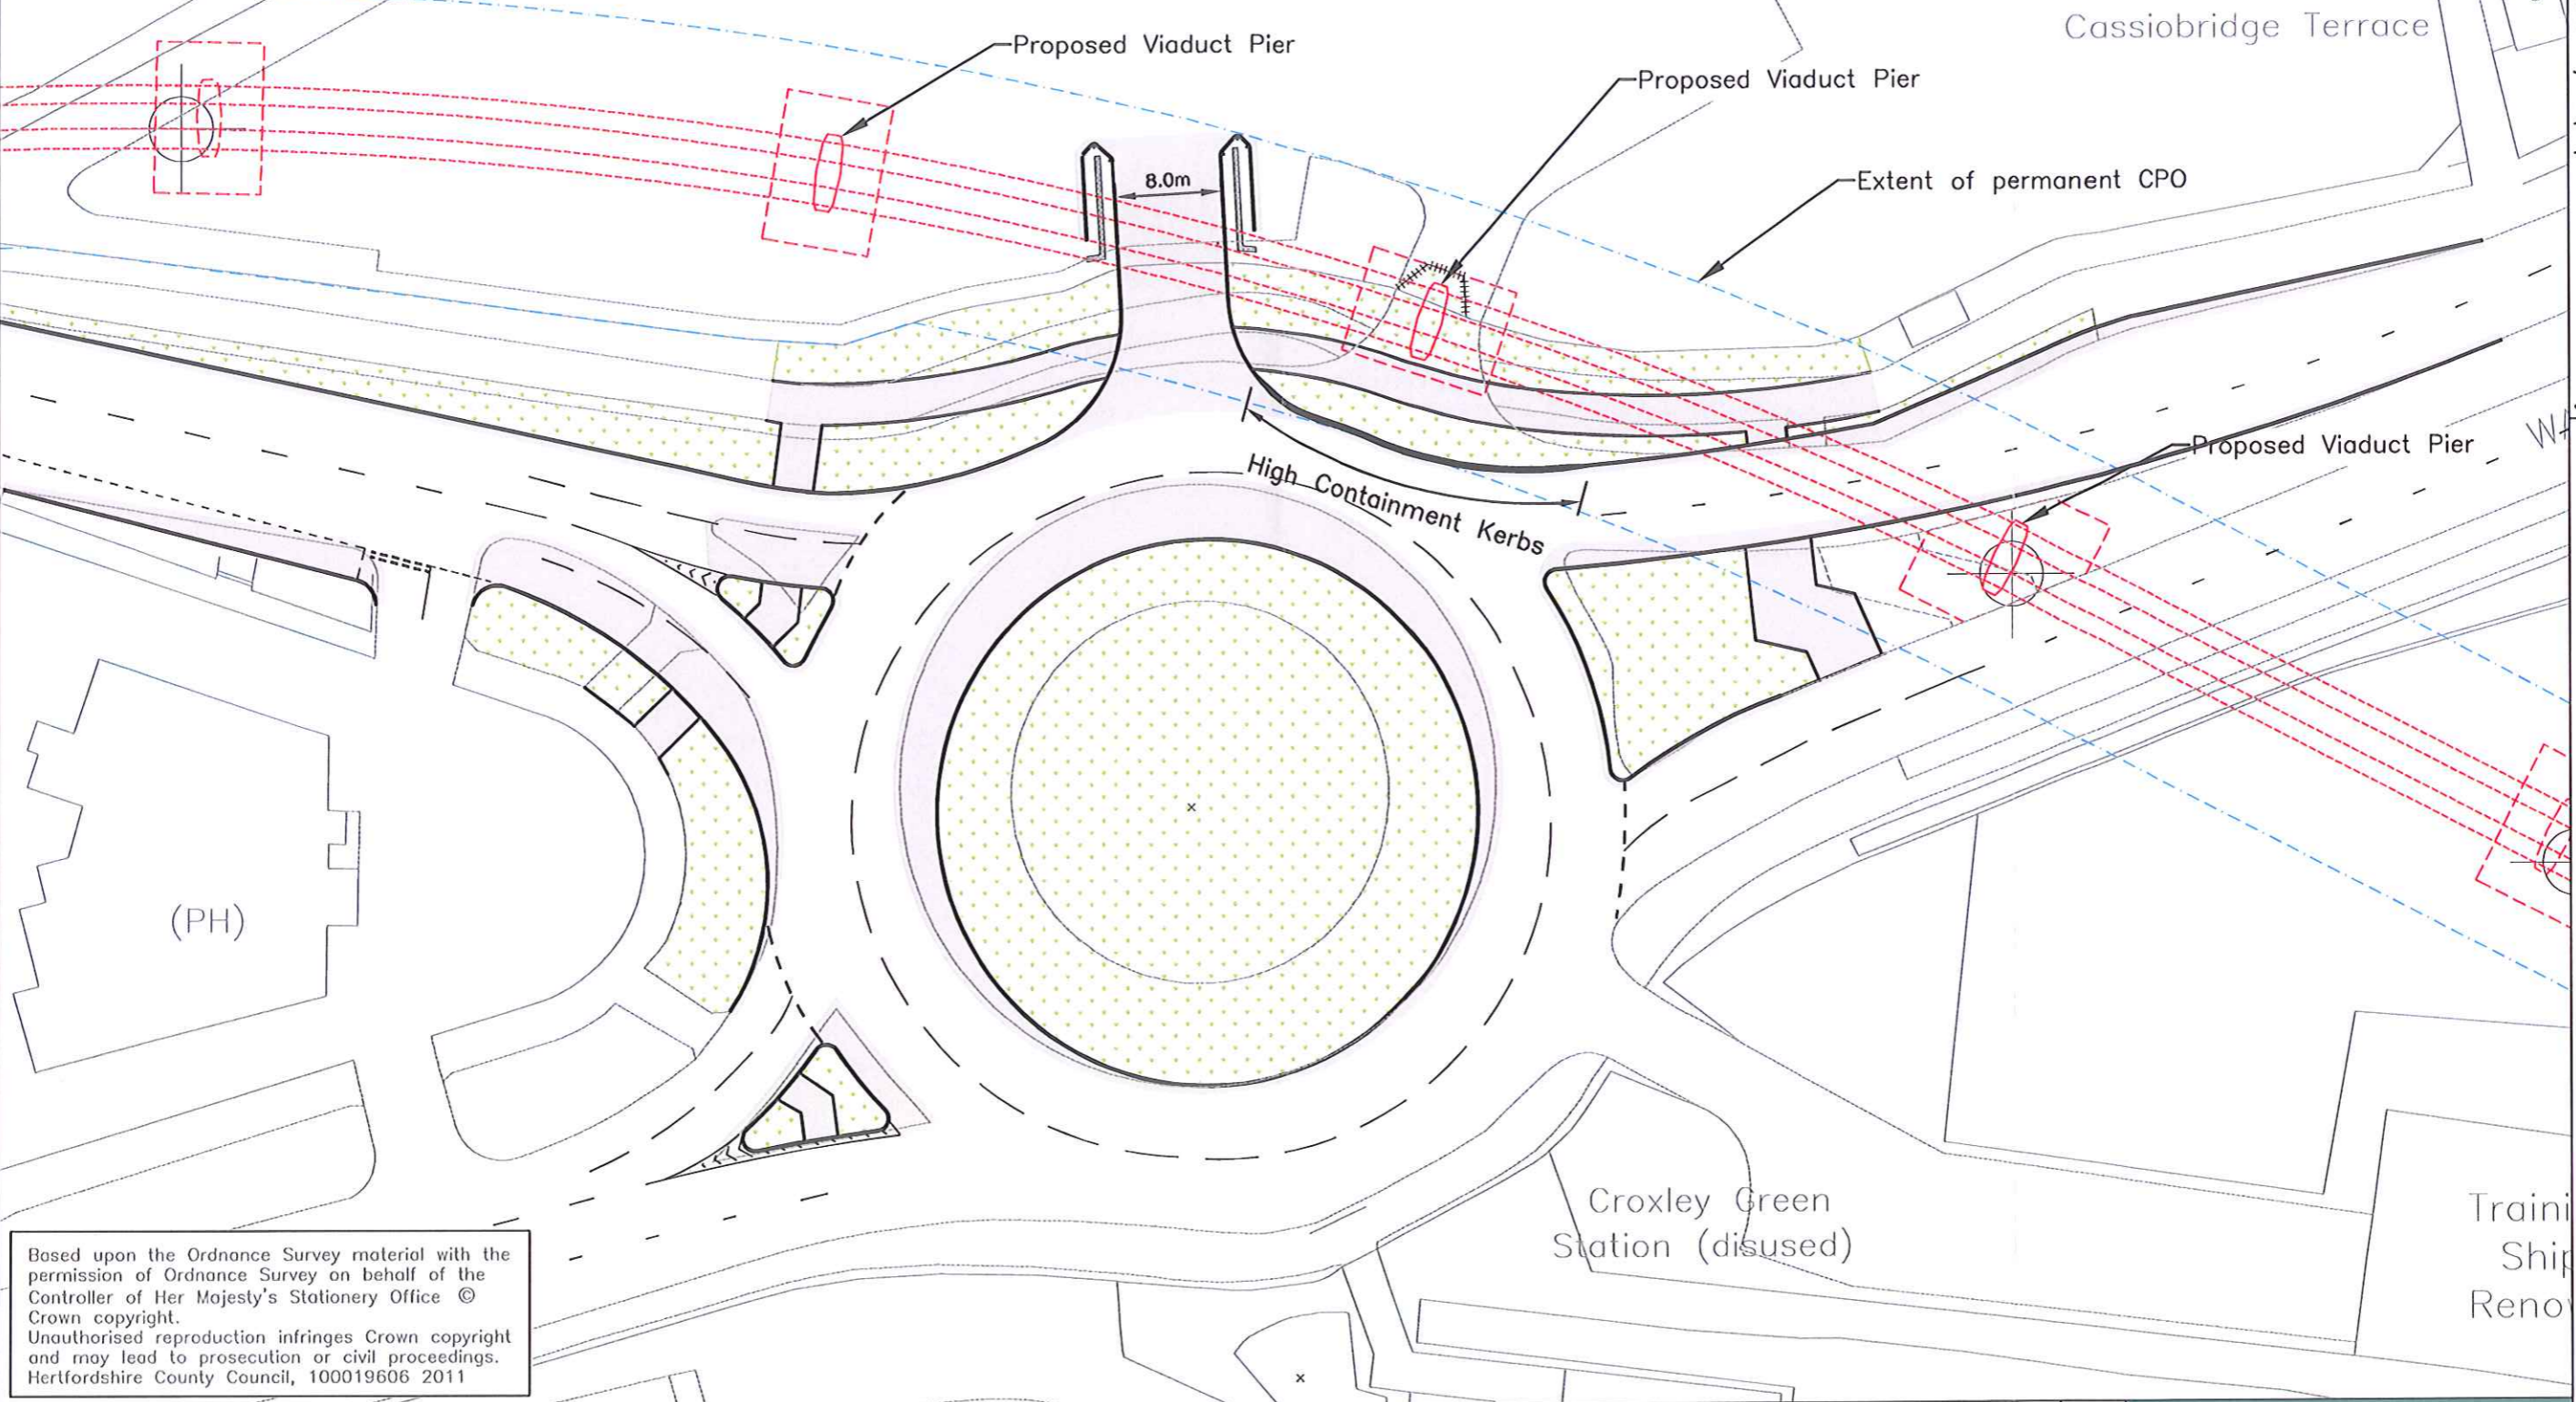 Cassiobridge Terrace
Proposed Viaduct Pier
Proposed Viaduct Pier
8.0m
Extent of permanent CPO
Proposed Viaduct Pier
High Containment Kerbs
(PH)
Croxley Green
Station (disused)
Based upon the Ordnance Survey material with the
permission of Ordnance Survey on behalf of the
Controller of Her Majesty's Stationery Office ©
Crown copyright.
Unauthorised reproduction infringes Crown copyright
and may lead to prosecution or civil proceedings.
Hertfordshire County Council, 100019606 2011